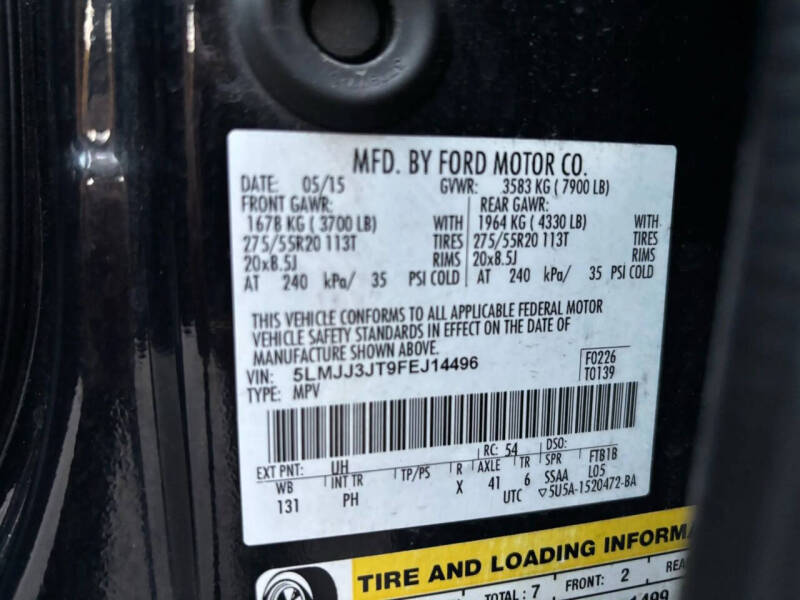 MFD. BY FORD MOTOR CO.
DATE: 05/15 GVWR: 3583 KG ( 7900 LB)
FRONT GAWR: REAR GAWR:
1678 KG ( 3700 LB) WITH 1964 KG ( 4330 LB) WITH
275/55R20 113T TIRES 275/55R20 113T TIRES
20x8.5J RIMS 20x8.5J RIMS
AT 240 kPa/ 35 PSI COLD AT 240 kPa/ 35 PSI COLD
THIS VEHICLE CONFORMS TO ALL APPLICABLE FEDERAL MOTOR
VEHICLE SAFETY STANDARDS IN EFFECT ON THE DATE OF
MANUFACTURE SHOWN ABOVE.
VIN: 5LMJJ3JT9FEJ14496 F0226
TYPE: MPV T0139
EXT PNT: UH RC: 54 DSO:
WB INT TR TP/PS R AXLE TR SPR FTB1B
131 PH X 41 6 SSAA L05
UTC ▽5U5A-1520472-BA
TIRE AND LOADING
TOTAL: 7 FRONT: 2